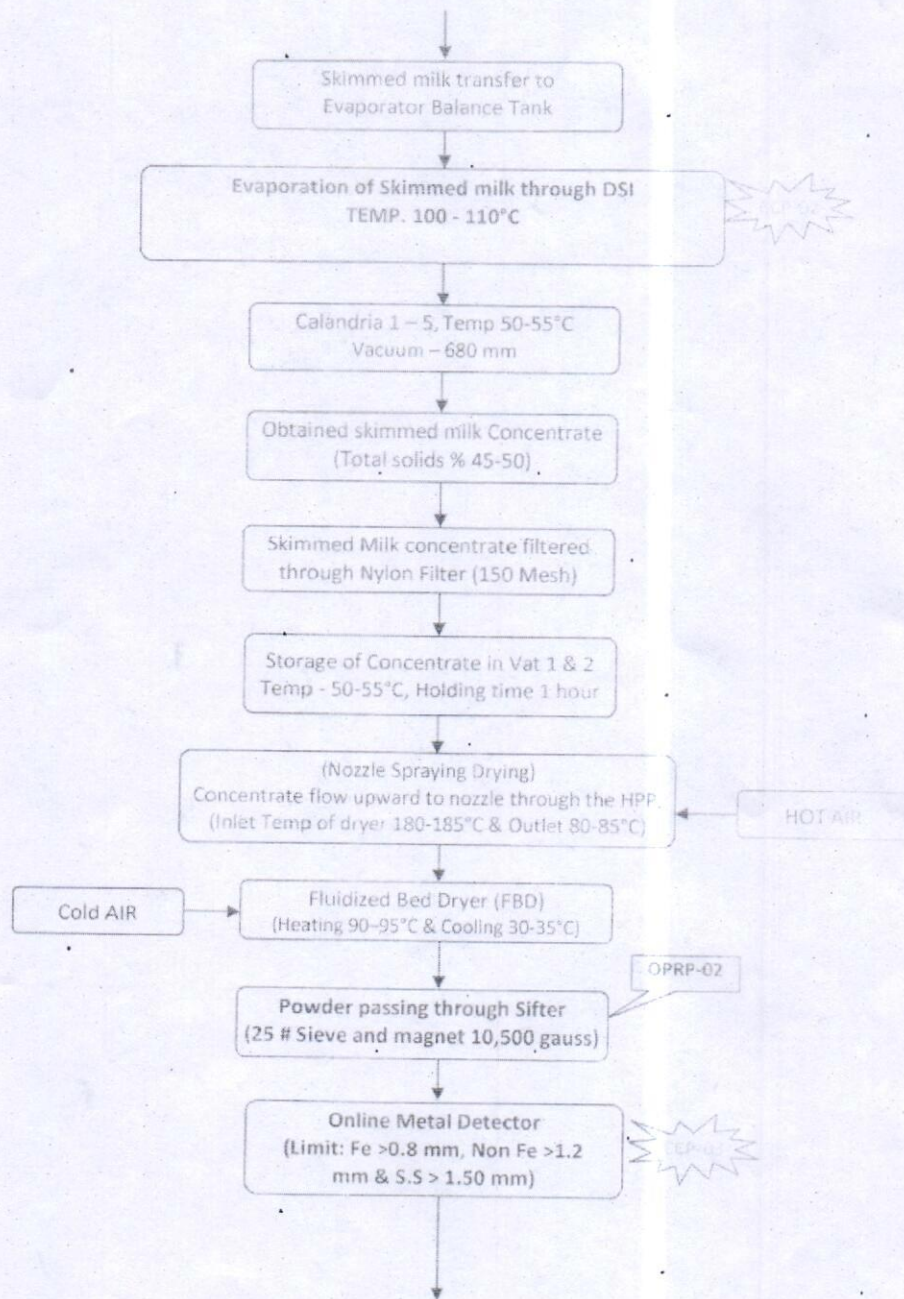 Skimmed milk transfer to
Evaporator Balance Tank
Evaporation of Skimmed milk through DSI
TEMP. 100 - 110°C
Calandria 1 – 5, Temp 50-55°C
Vacuum – 680 mm
Obtained skimmed milk Concentrate
(Total solids % 45-50)
Skimmed Milk concentrate filtered
through Nylon Filter (150 Mesh)
Storage of Concentrate in Vat 1 & 2
Temp - 50-55°C, Holding time 1 hour
(Nozzle Spraying Drying)
Concentrate flow upward to nozzle through the HPP.
(Inlet Temp of dryer 180-185°C & Outlet 80-85°C)
HOT AIR
Cold AIR
Fluidized Bed Dryer (FBD)
(Heating 90–95°C & Cooling 30-35°C)
OPRP-02
Powder passing through Sifter
(25 # Sieve and magnet 10,500 gauss)
Online Metal Detector
(Limit: Fe >0.8 mm, Non Fe >1.2
mm & S.S > 1.50 mm)